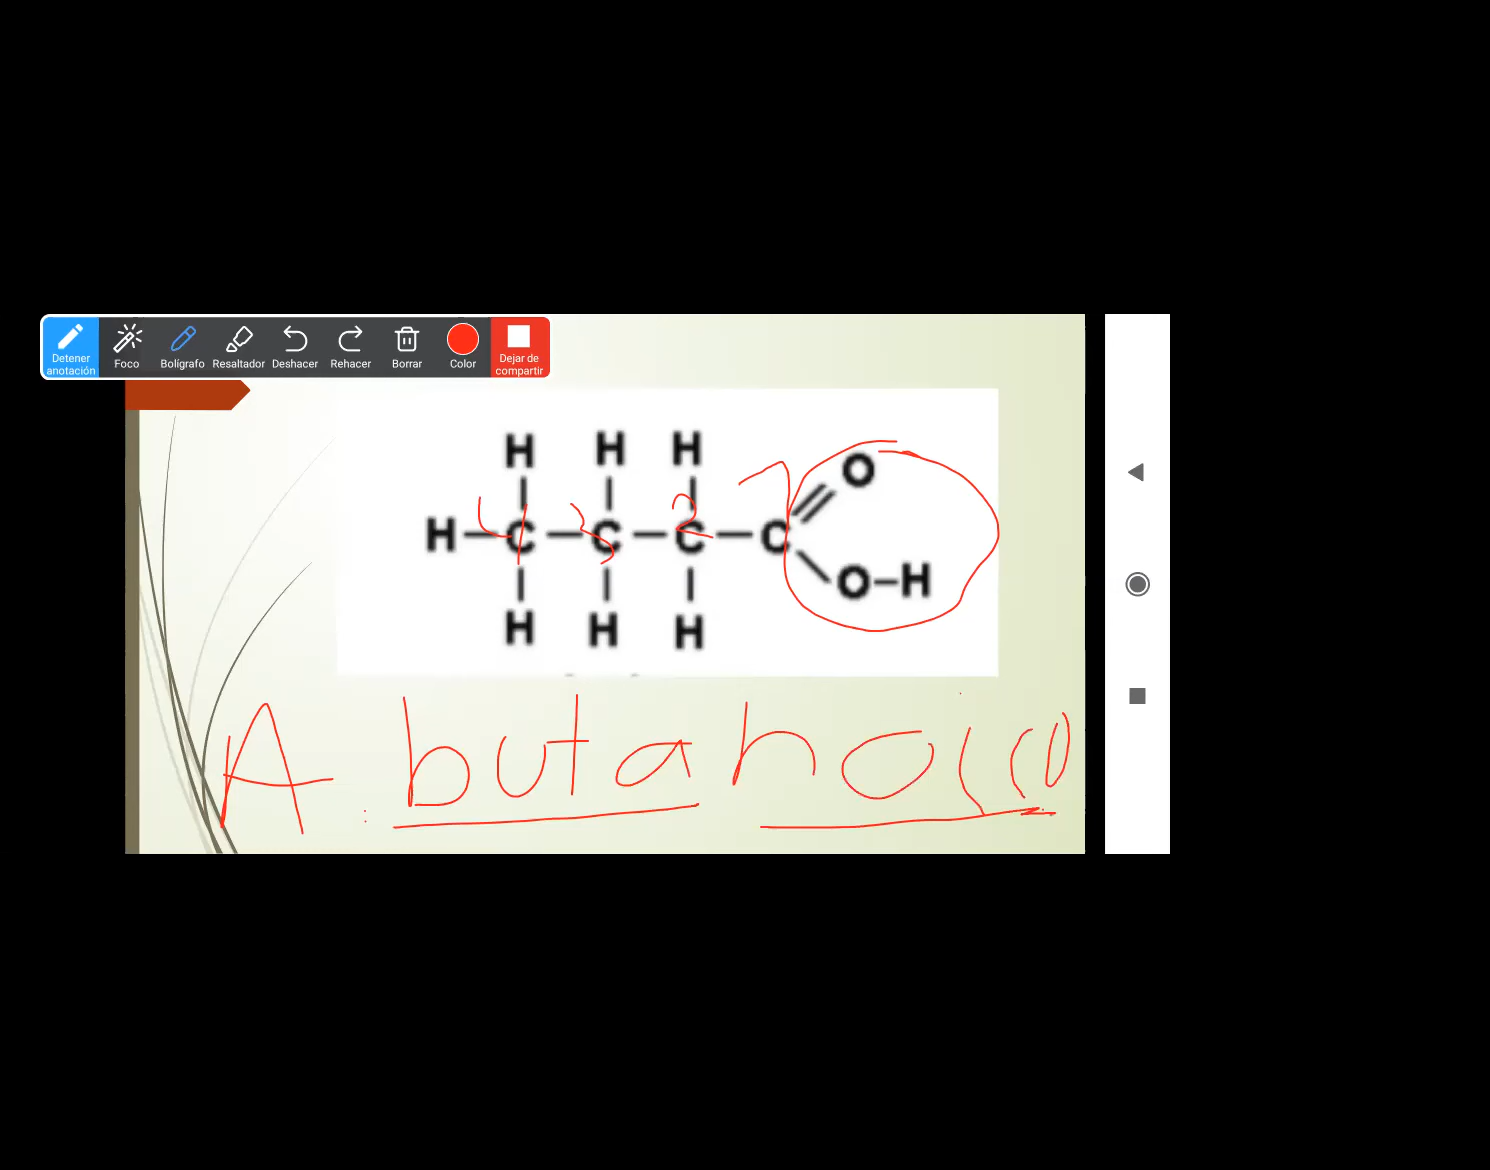 Detener anotación Foco Bolígrafo Resaltador Deshacer Rehacer Borrar Color Dejar de compartir
H H H O
H C C C C
4 3 2 1
O-H
H H H
A. butanoico